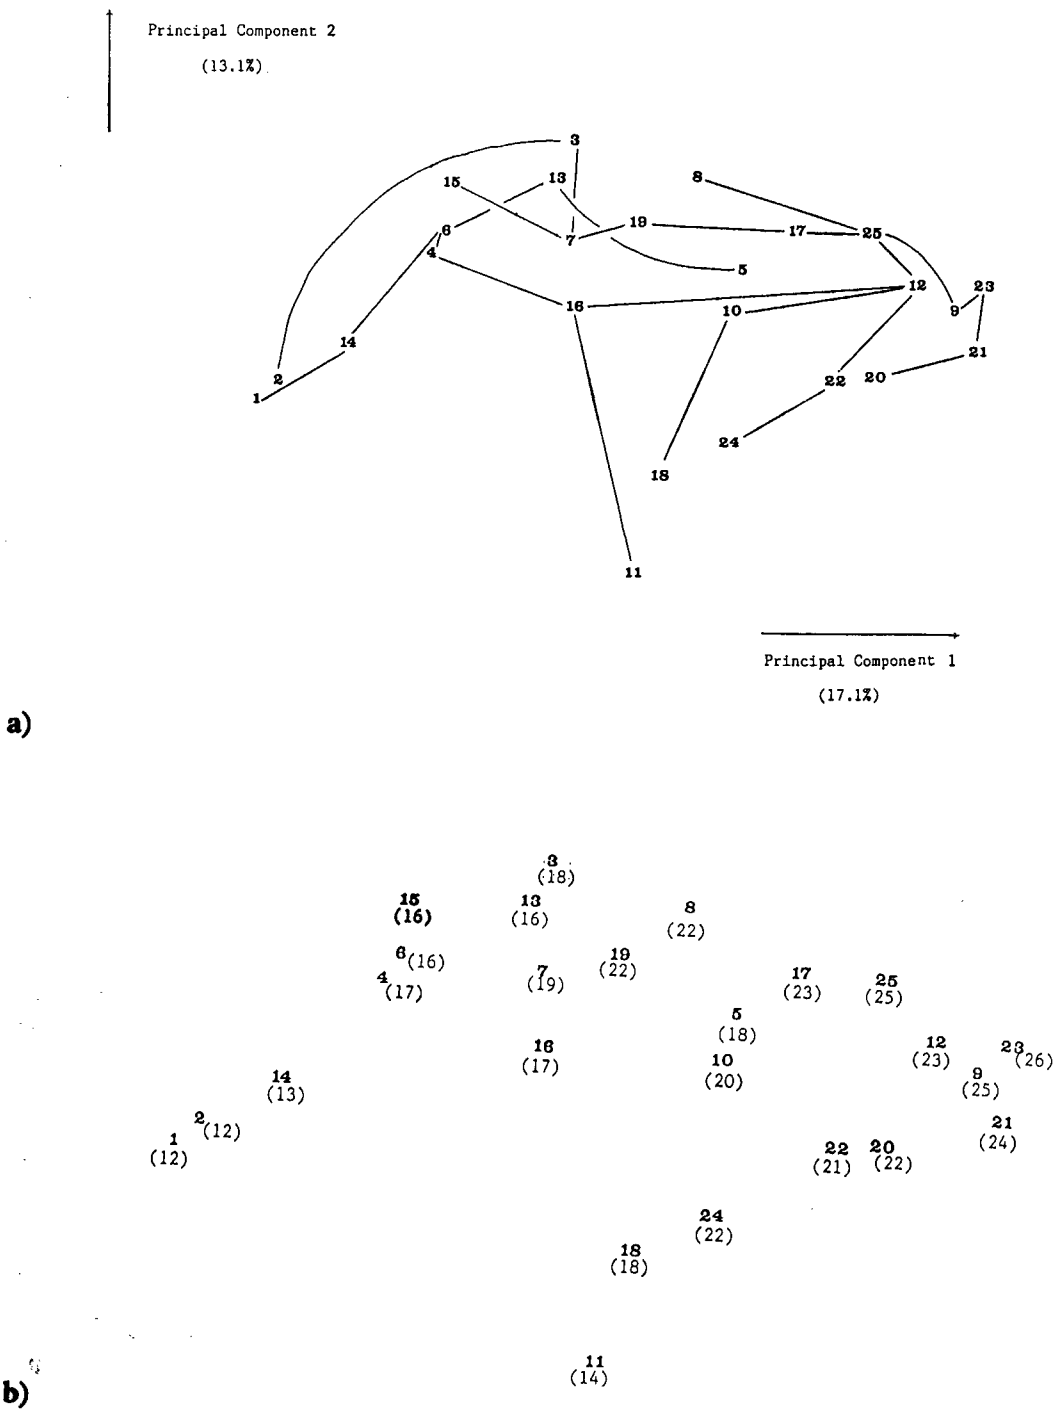 Principal Component 2
(13.1%)
3
15 13 8
6 7 19 17 25
4 5
16 10 12 23
9
14 21
2 22 20
1
24
18
11
Principal Component 1
(17.1%)
a)
3
(18)
15 13 8
(16) (16) (22)
6 (16) 19
(22)
4 (17) 7 17 25
(19) (23) (25)
5
(18)
16 10 12 23
(17) (20) (23) (26)
14 9
(13) (25)
2 (12) 21
(24)
1 22 20
(12) (21) (22)
24
(22)
18
(18)
11
(14)
b)